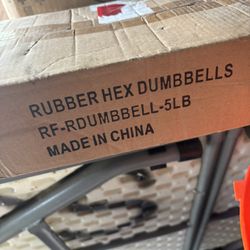 RUBBER HEX DUMBBELLS
RF-RDUMBBELL-5LB
MADE IN CHINA